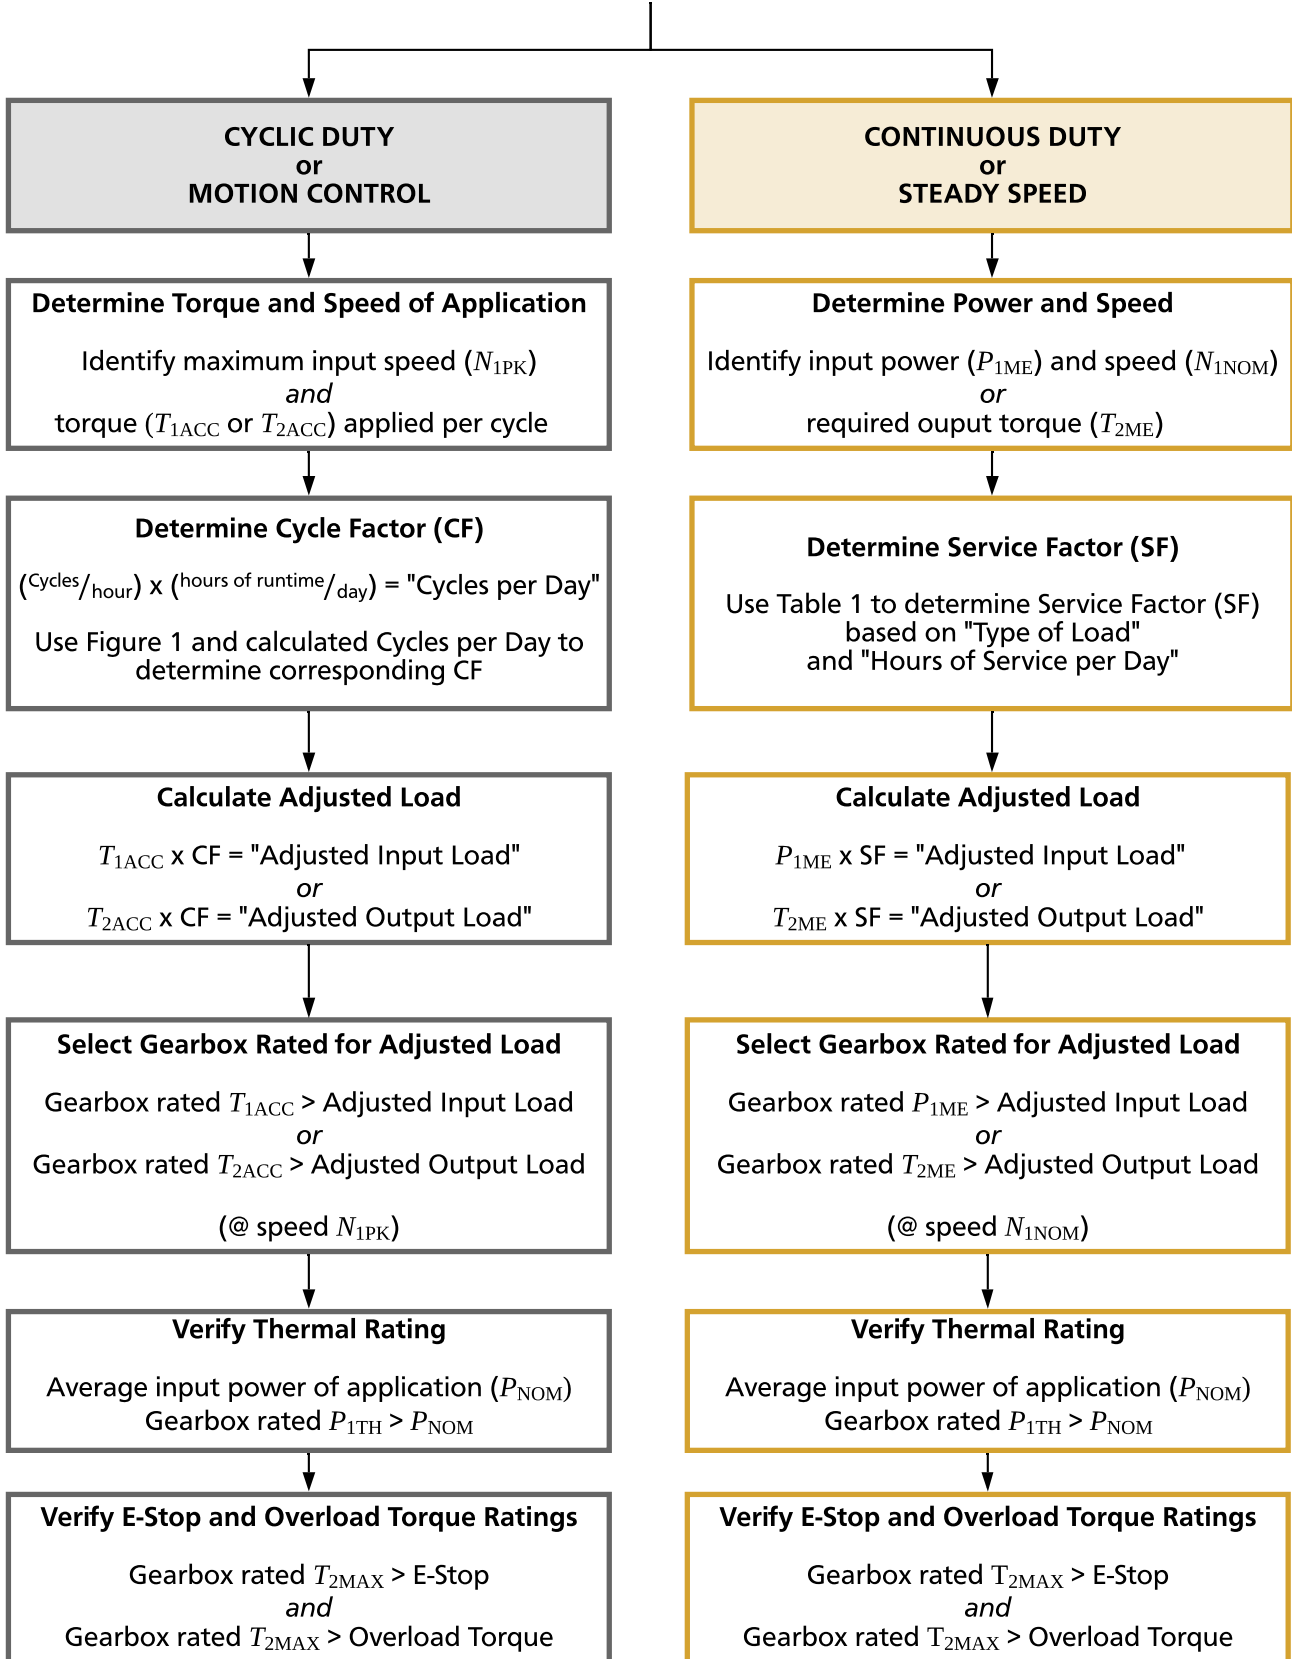 CYCLIC DUTY
or
MOTION CONTROL
Determine Torque and Speed of Application
Identify maximum input speed (N1PK)
and
torque (T1ACC or T2ACC) applied per cycle
Determine Cycle Factor (CF)
(Cycles/hour) x (hours of runtime/day) = "Cycles per Day"
Use Figure 1 and calculated Cycles per Day to
determine corresponding CF
Calculate Adjusted Load
T1ACC x CF = "Adjusted Input Load"
or
T2ACC x CF = "Adjusted Output Load"
Select Gearbox Rated for Adjusted Load
Gearbox rated T1ACC > Adjusted Input Load
or
Gearbox rated T2ACC > Adjusted Output Load
(@ speed N1PK)
Verify Thermal Rating
Average input power of application (PNOM)
Gearbox rated P1TH > PNOM
Verify E-Stop and Overload Torque Ratings
Gearbox rated T2MAX > E-Stop
and
Gearbox rated T2MAX > Overload Torque
CONTINUOUS DUTY
or
STEADY SPEED
Determine Power and Speed
Identify input power (P1ME) and speed (N1NOM)
or
required ouput torque (T2ME)
Determine Service Factor (SF)
Use Table 1 to determine Service Factor (SF)
based on "Type of Load"
and "Hours of Service per Day"
Calculate Adjusted Load
P1ME x SF = "Adjusted Input Load"
or
T2ME x SF = "Adjusted Output Load"
Select Gearbox Rated for Adjusted Load
Gearbox rated P1ME > Adjusted Input Load
or
Gearbox rated T2ME > Adjusted Output Load
(@ speed N1NOM)
Verify Thermal Rating
Average input power of application (PNOM)
Gearbox rated P1TH > PNOM
Verify E-Stop and Overload Torque Ratings
Gearbox rated T2MAX > E-Stop
and
Gearbox rated T2MAX > Overload Torque